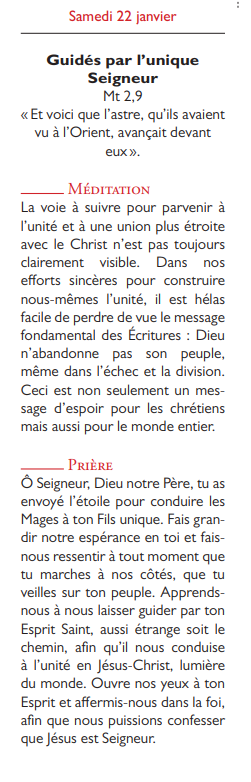 Samedi 22 janvier
Guidés par l’unique
Seigneur
Mt 2,9
« Et voici que l’astre, qu’ils avaient
vu à l’Orient, avançait devant
eux ».
Méditation
La voie à suivre pour parvenir à
l’unité et à une union plus étroite
avec le Christ n’est pas toujours
clairement visible. Dans nos
efforts sincères pour construire
nous-mêmes l’unité, il est hélas
facile de perdre de vue le message
fondamental des Écritures : Dieu
n’abandonne pas son peuple,
même dans l’échec et la division.
Ceci est non seulement un mes-
sage d’espoir pour les chrétiens
mais aussi pour le monde entier.
Prière
Ô Seigneur, Dieu notre Père, tu as
envoyé l’étoile pour conduire les
Mages à ton Fils unique. Fais gran-
dir notre espérance en toi et fais-
nous ressentir à tout moment que
tu marches à nos côtés, que tu
veilles sur ton peuple. Apprends-
nous à nous laisser guider par ton
Esprit Saint, aussi étrange soit le
chemin, afin qu’il nous conduise
à l’unité en Jésus-Christ, lumière
du monde. Ouvre nos yeux à ton
Esprit et affermis-nous dans la foi,
afin que nous puissions confesser
que Jésus est Seigneur.